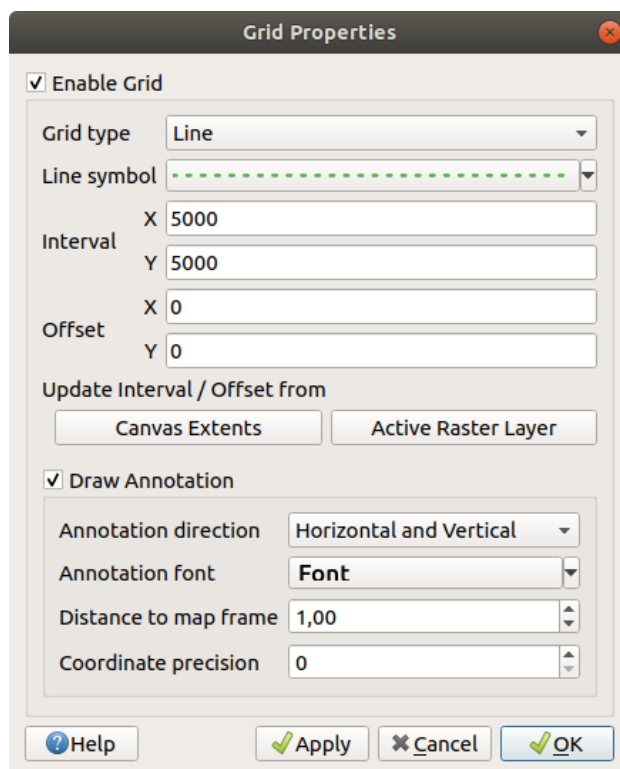 Grid Properties
Enable Grid
Grid type Line
Line symbol
Interval
X 5000
Y 5000
Offset
X 0
Y 0
Update Interval / Offset from
Canvas Extents Active Raster Layer
Draw Annotation
Annotation direction Horizontal and Vertical
Annotation font Font
Distance to map frame 1,00
Coordinate precision 0
Help Apply Cancel OK